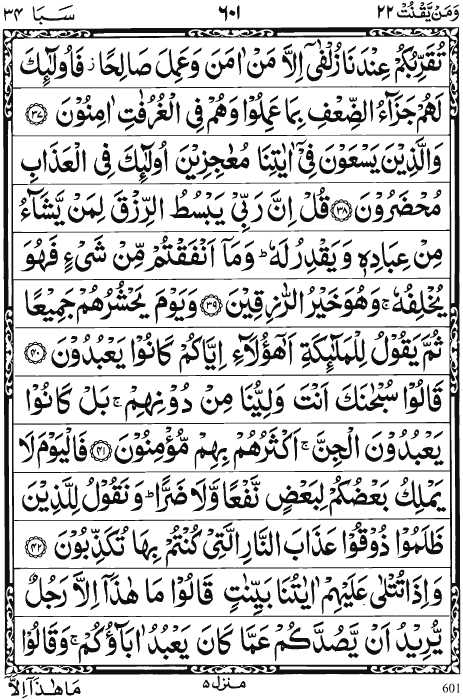 وَمَنْ يَّقْنُتْ ٢٢ ٦٠١ سَبَا ٣٤
تُقَرِّبُكُمْ عِنْدَنَا زُلْفٰٓى اِلَّا مَنْ اٰمَنَ وَعَمِلَ صَالِحًا ز فَاُولٰٓئِكَ
لَهُمْ جَزَآءُ الضِّعْفِ بِمَا عَمِلُوْا وَهُمْ فِى الْغُرُفٰتِ اٰمِنُوْنَ ﴿٣٧﴾
وَالَّذِيْنَ يَسْعَوْنَ فِىْٓ اٰيٰتِنَا مُعٰجِزِيْنَ اُولٰٓئِكَ فِى الْعَذَابِ
مُحْضَرُوْنَ ﴿٣٨﴾ قُلْ اِنَّ رَبِّىْ يَبْسُطُ الرِّزْقَ لِمَنْ يَّشَآءُ
مِنْ عِبَادِهٖ وَيَقْدِرُ لَهٗ ؕ وَمَآ اَنْفَقْتُمْ مِّنْ شَىْءٍ فَهُوَ
يُخْلِفُهٗ ۚ وَهُوَ خَيْرُ الرّٰزِقِيْنَ ﴿٣٩﴾ وَيَوْمَ يَحْشُرُهُمْ جَمِيْعًا
ثُمَّ يَقُوْلُ لِلْمَلٰٓئِكَةِ اَهٰٓؤُلَآءِ اِيَّاكُمْ كَانُوْا يَعْبُدُوْنَ ﴿٤٠﴾
قَالُوْا سُبْحٰنَكَ اَنْتَ وَلِيُّنَا مِنْ دُوْنِهِمْ ۚ بَلْ كَانُوْا
يَعْبُدُوْنَ الْجِنَّ ۚ اَكْثَرُهُمْ بِهِمْ مُّؤْمِنُوْنَ ﴿٤١﴾ فَالْيَوْمَ لَا
يَمْلِكُ بَعْضُكُمْ لِبَعْضٍ نَّفْعًا وَّلَا ضَرًّا ؕ وَنَقُوْلُ لِلَّذِيْنَ
ظَلَمُوْا ذُوْقُوْا عَذَابَ النَّارِ الَّتِىْ كُنْتُمْ بِهَا تُكَذِّبُوْنَ ﴿٤٢﴾
وَاِذَا تُتْلٰى عَلَيْهِمْ اٰيٰتُنَا بَيِّنٰتٍ قَالُوْا مَا هٰذَآ اِلَّا رَجُلٌ
يُّرِيْدُ اَنْ يَّصُدَّكُمْ عَمَّا كَانَ يَعْبُدُ اٰبَآؤُكُمْ ۚ وَقَالُوْا
منزل ٥
مَا هٰذَآ اِلَّآ
601